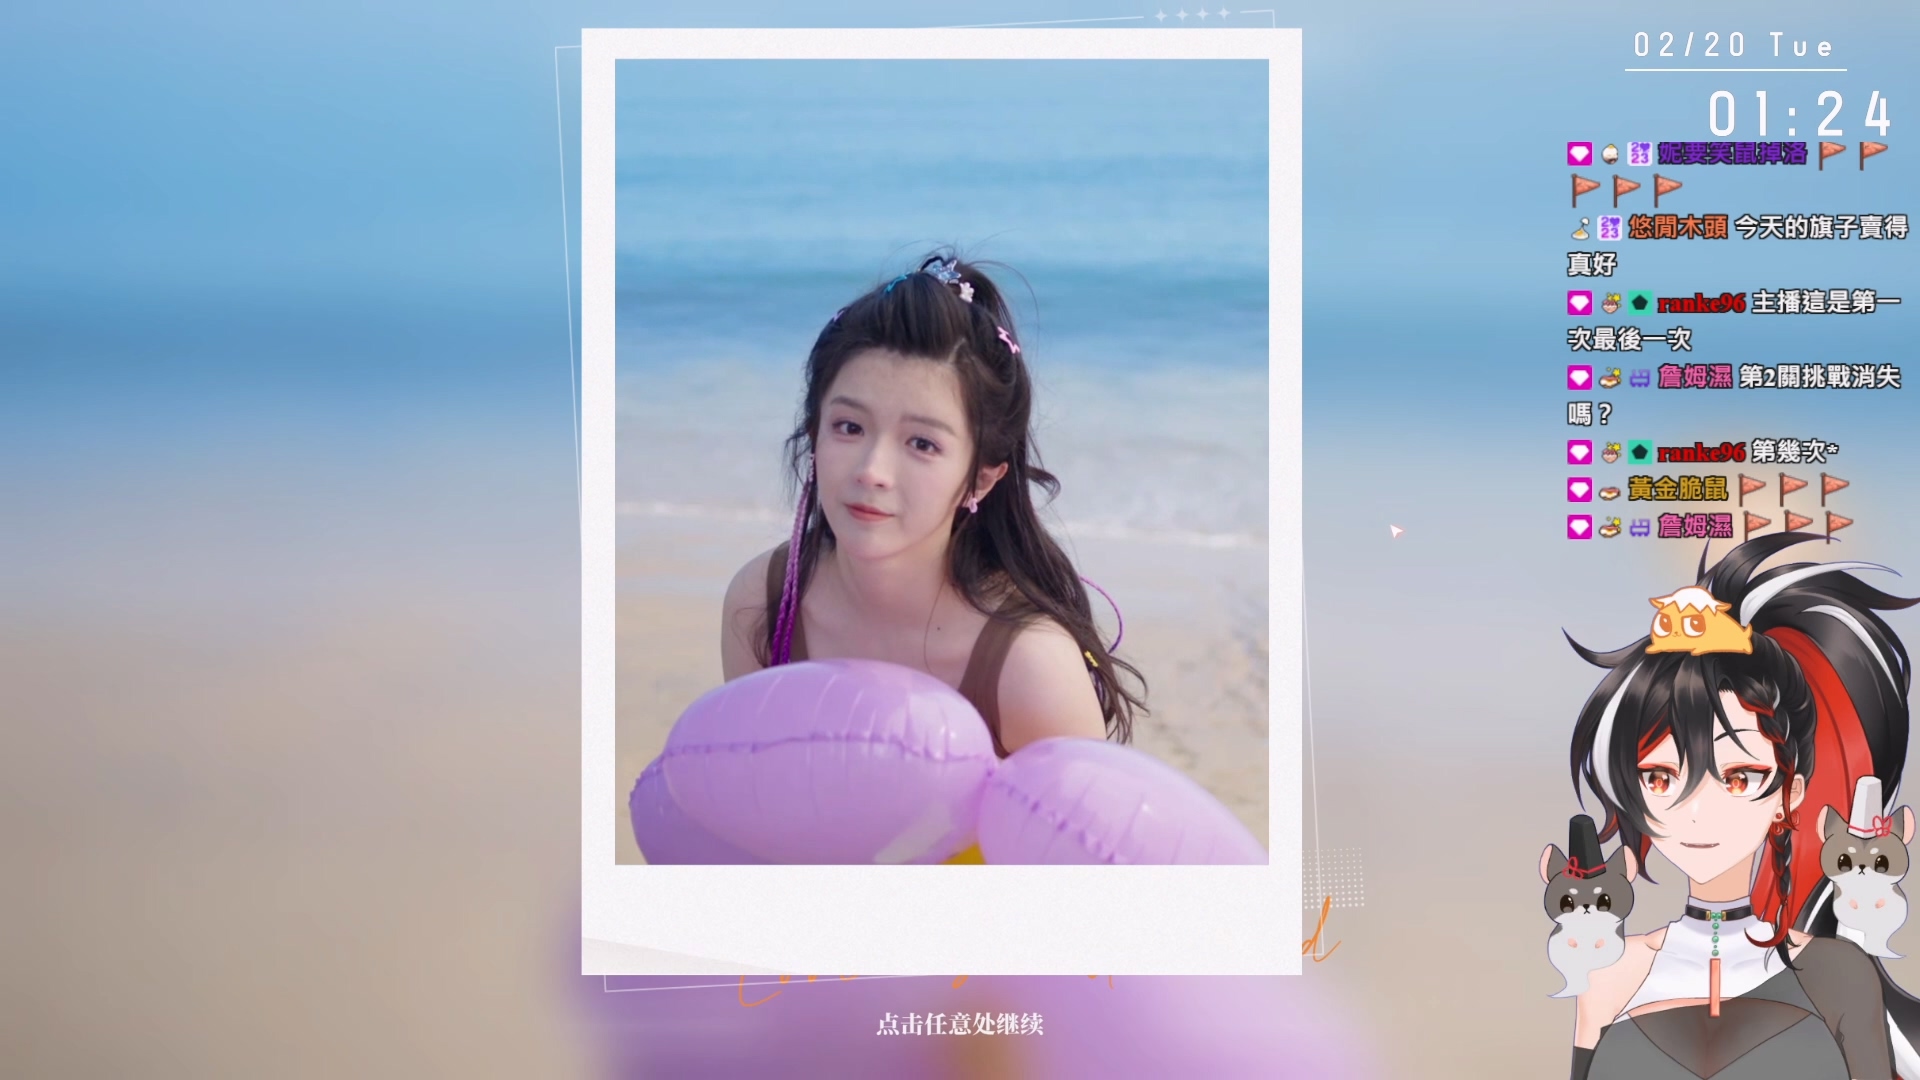 02/20 Tue
01:24
妮要笑鼠掉洛
悠閒木頭 今天的旗子賣得
真好
ranke96 主播這是第一
次最後一次
詹姆濕 第2關挑戰消失
嗎？
ranke96 第幾次*
黃金脆鼠
詹姆濕
点击任意处继续